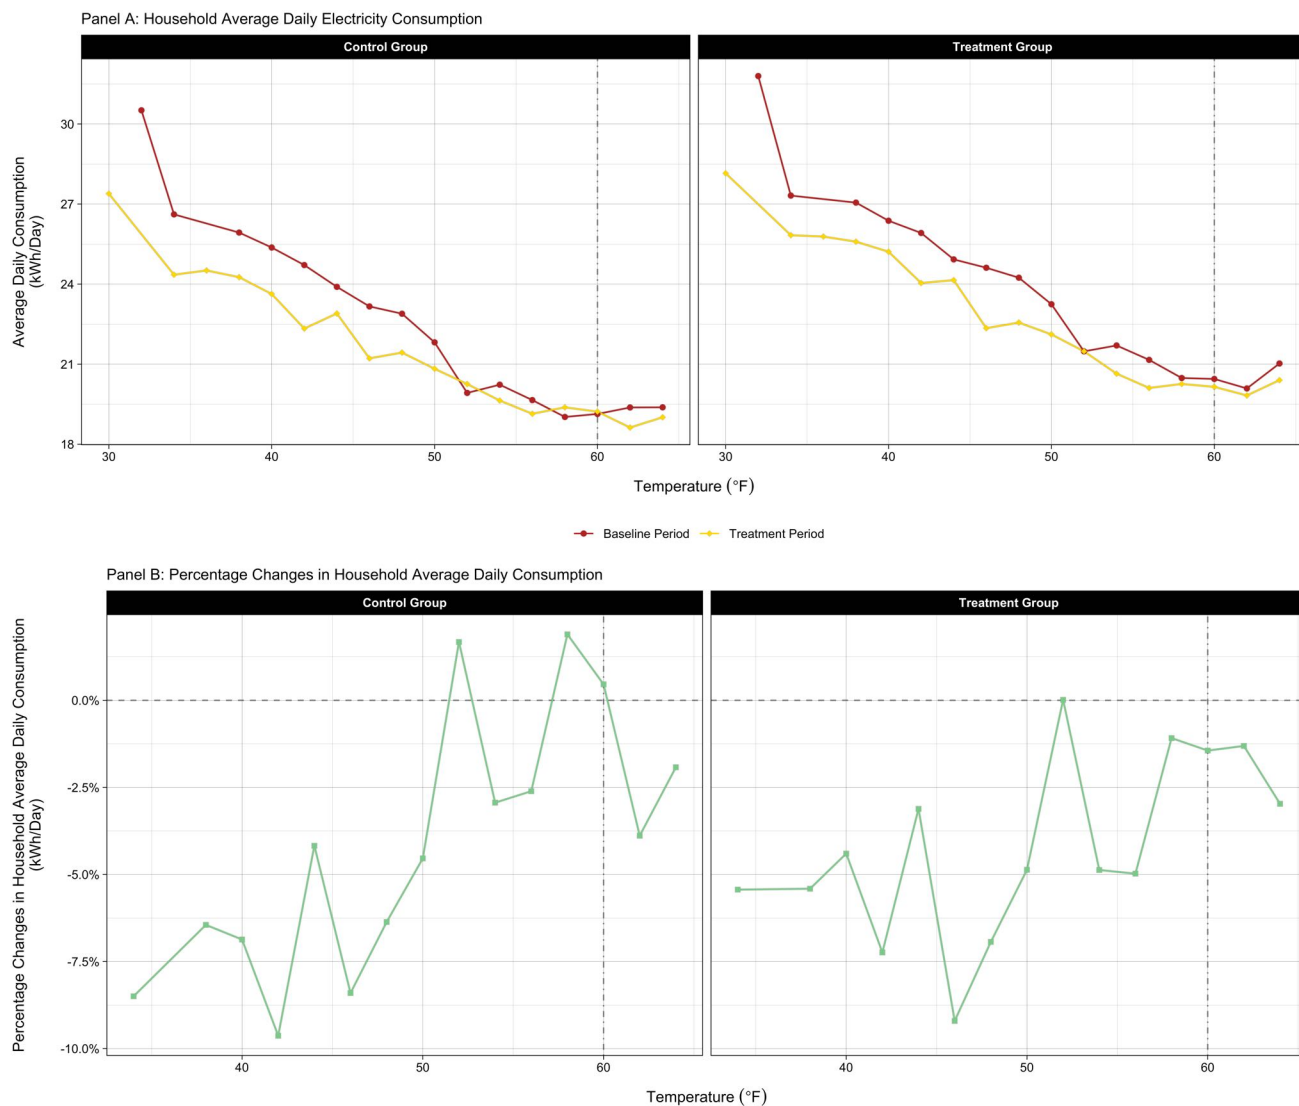 Panel A: Household Average Daily Electricity Consumption
Control Group
Treatment Group
Average Daily Consumption
(kWh/Day)
30
27
24
21
18
30
40
50
60
30
40
50
60
Temperature (°F)
Baseline Period
Treatment Period
Panel B: Percentage Changes in Household Average Daily Consumption
Control Group
Treatment Group
Percentage Changes in Household Average Daily Consumption
(kWh/Day)
0.0%
-2.5%
-5.0%
-7.5%
-10.0%
40
50
60
40
50
60
Temperature (°F)